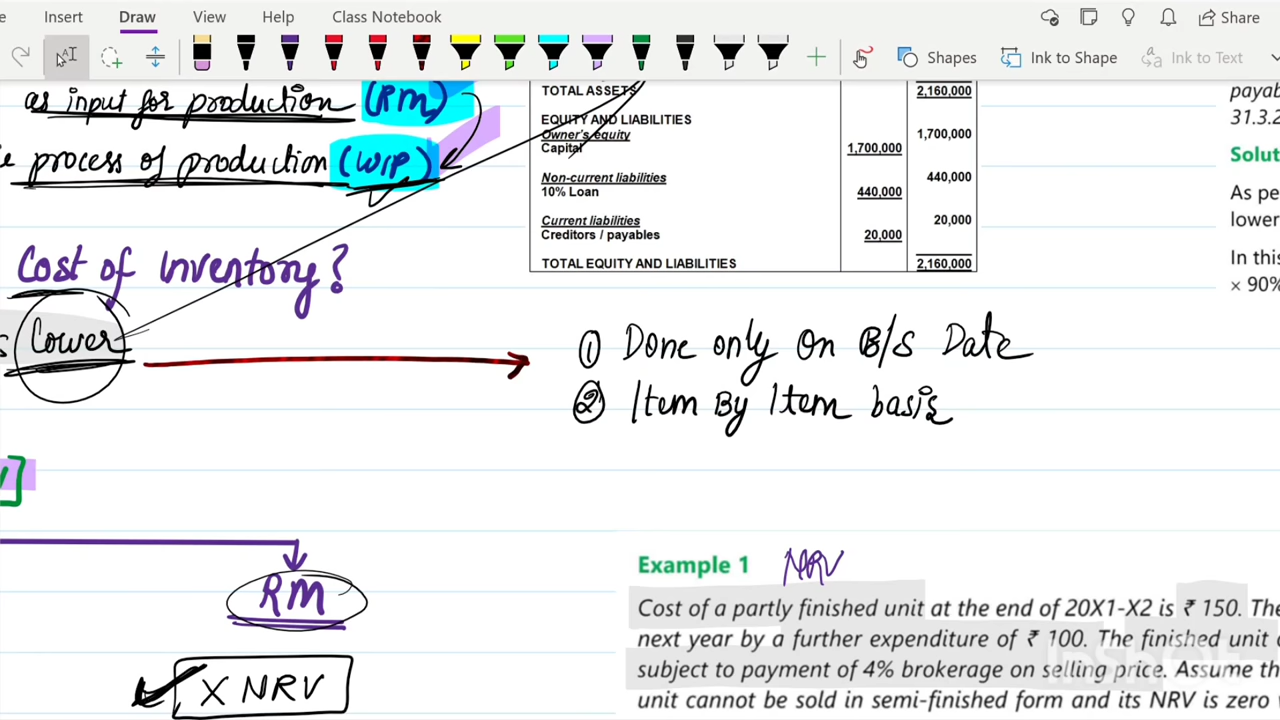 Insert Draw View Help Class Notebook Share
Shapes Ink to Shape Ink to Text
as input for production (RM)
process of production (WIP)
Cost of Inventory?
Lower
TOTAL ASSETS 2,160,000
EQUITY AND LIABILITIES
Owner's equity 1,700,000
Capital 1,700,000
Non-current liabilities 440,000
10% Loan 440,000
Current liabilities 20,000
Creditors / payables 20,000
TOTAL EQUITY AND LIABILITIES 2,160,000
payab
31.3.2
Solut
As pe
lower
In this
× 90%
① Done only On B/S Date
② Item By Item basis
RM
X NRV
Example 1 NRV
Cost of a partly finished unit at the end of 20X1-X2 is ₹ 150. The
next year by a further expenditure of ₹ 100. The finished unit
subject to payment of 4% brokerage on selling price. Assume th
unit cannot be sold in semi-finished form and its NRV is zero
InShot